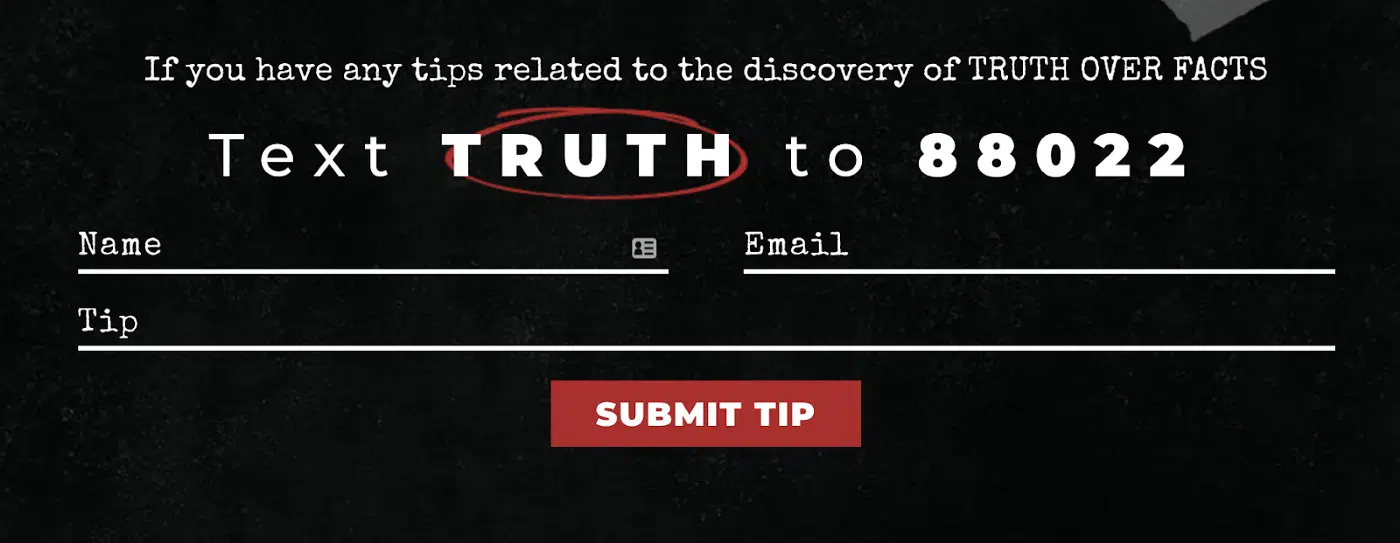 If you have any tips related to the discovery of TRUTH OVER FACTS
Text TRUTH to 88022
Name
Email
Tip
SUBMIT TIP